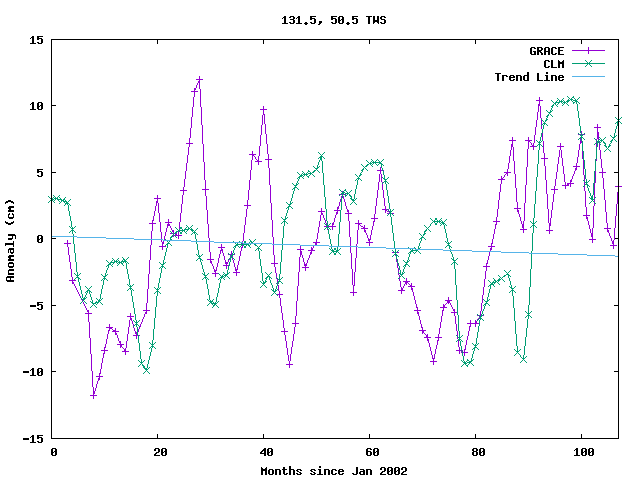 131.5, 50.5 TWS
GRACE
CLM
Trend Line
15
10
5
0
-5
-10
-15
Anomaly (cm)
0 20 40 60 80 100
Months since Jan 2002